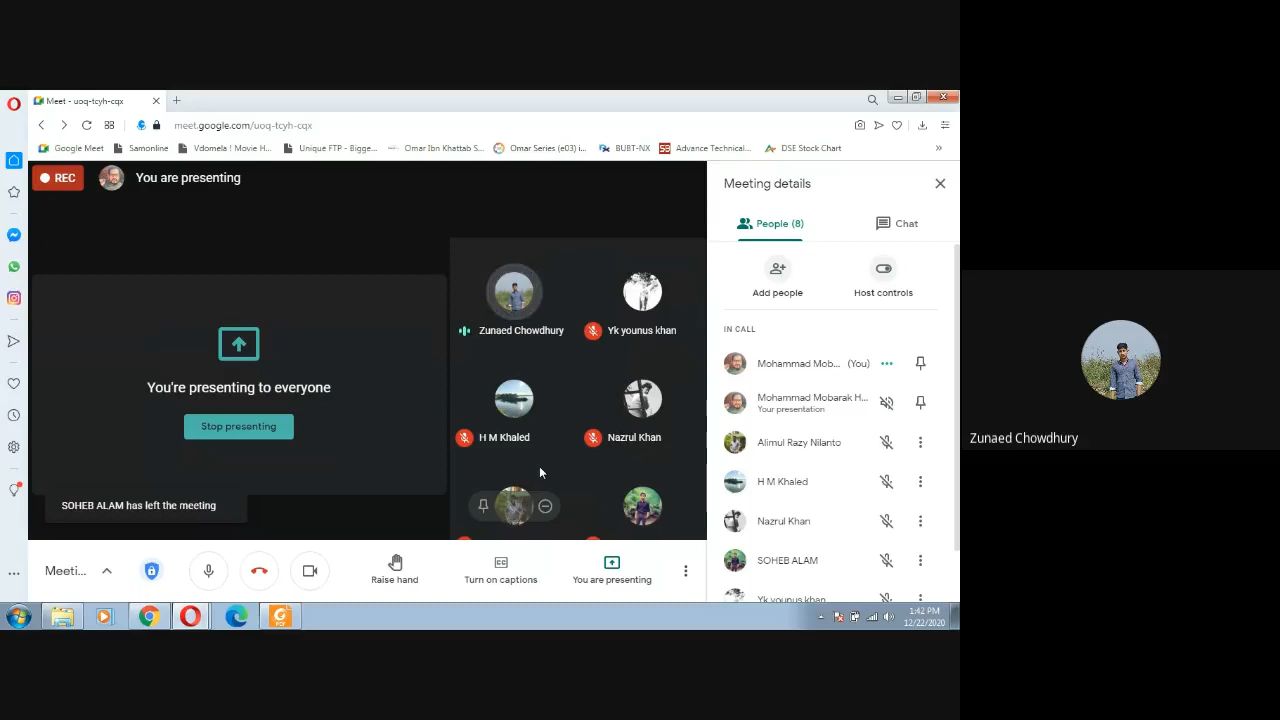 Meet - uoq-tcyh-cqx
meet.google.com/uoq-tcyh-cqx
Google Meet Samonline Vdomela ! Movie H... Unique FTP - Bigge... Omar Ibn Khattab S... Omar Series (e03) i... BUBT-NX Advance Technical... DSE Stock Chart »
REC
You are presenting
You're presenting to everyone
Stop presenting
SOHEB ALAM has left the meeting
Zunaed Chowdhury
Yk younus khan
H M Khaled
Nazrul Khan
Meeting details
People (8)
Chat
Add people
Host controls
IN CALL
Mohammad Mob... (You)
Mohammad Mobarak H...
Your presentation
Alimul Razy Nilanto
H M Khaled
Nazrul Khan
SOHEB ALAM
Yk younus khan
Meeti...
Raise hand
Turn on captions
You are presenting
PDF
1:42 PM
12/22/2020
Zunaed Chowdhury